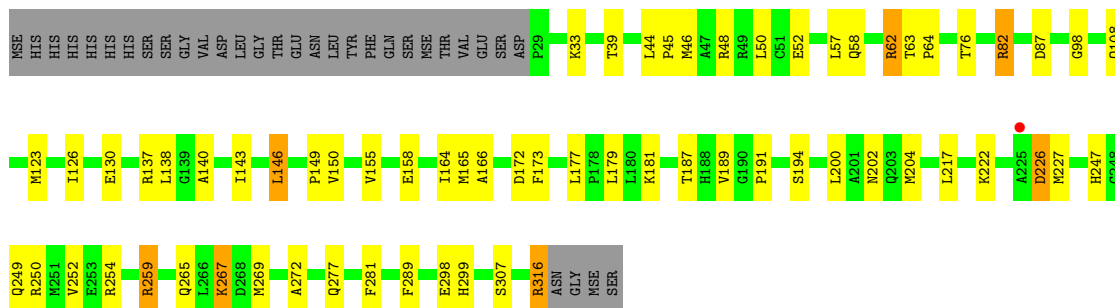 MSE HIS HIS HIS HIS HIS HIS SER SER GLY VAL ASP LEU GLY THR GLU ASN LEU TYR PHE GLN SER MSE THR VAL GLU SER ASP P29 K33 T39 L44 P45 M46 A47 R48 R49 L50 C51 E52 L57 Q58 R62 T63 P64 T76 R82 D87 G98
M123 I126 E130 R137 L138 G139 A140 I143 L146 P149 V150 V155 E158 I164 M165 A166 D172 F173 L177 P178 L179 L180 K181 T187 H188 V189 G190 P191 S194 L200 A201 N202 Q203 M204 L217 K222 A225 D226 M227 H247
Q249 R250 M251 V252 E253 R254 R259 Q265 L266 K267 D268 M269 A272 Q277 F281 F289 E298 H299 S307 R316 ASN GLY MSE SER